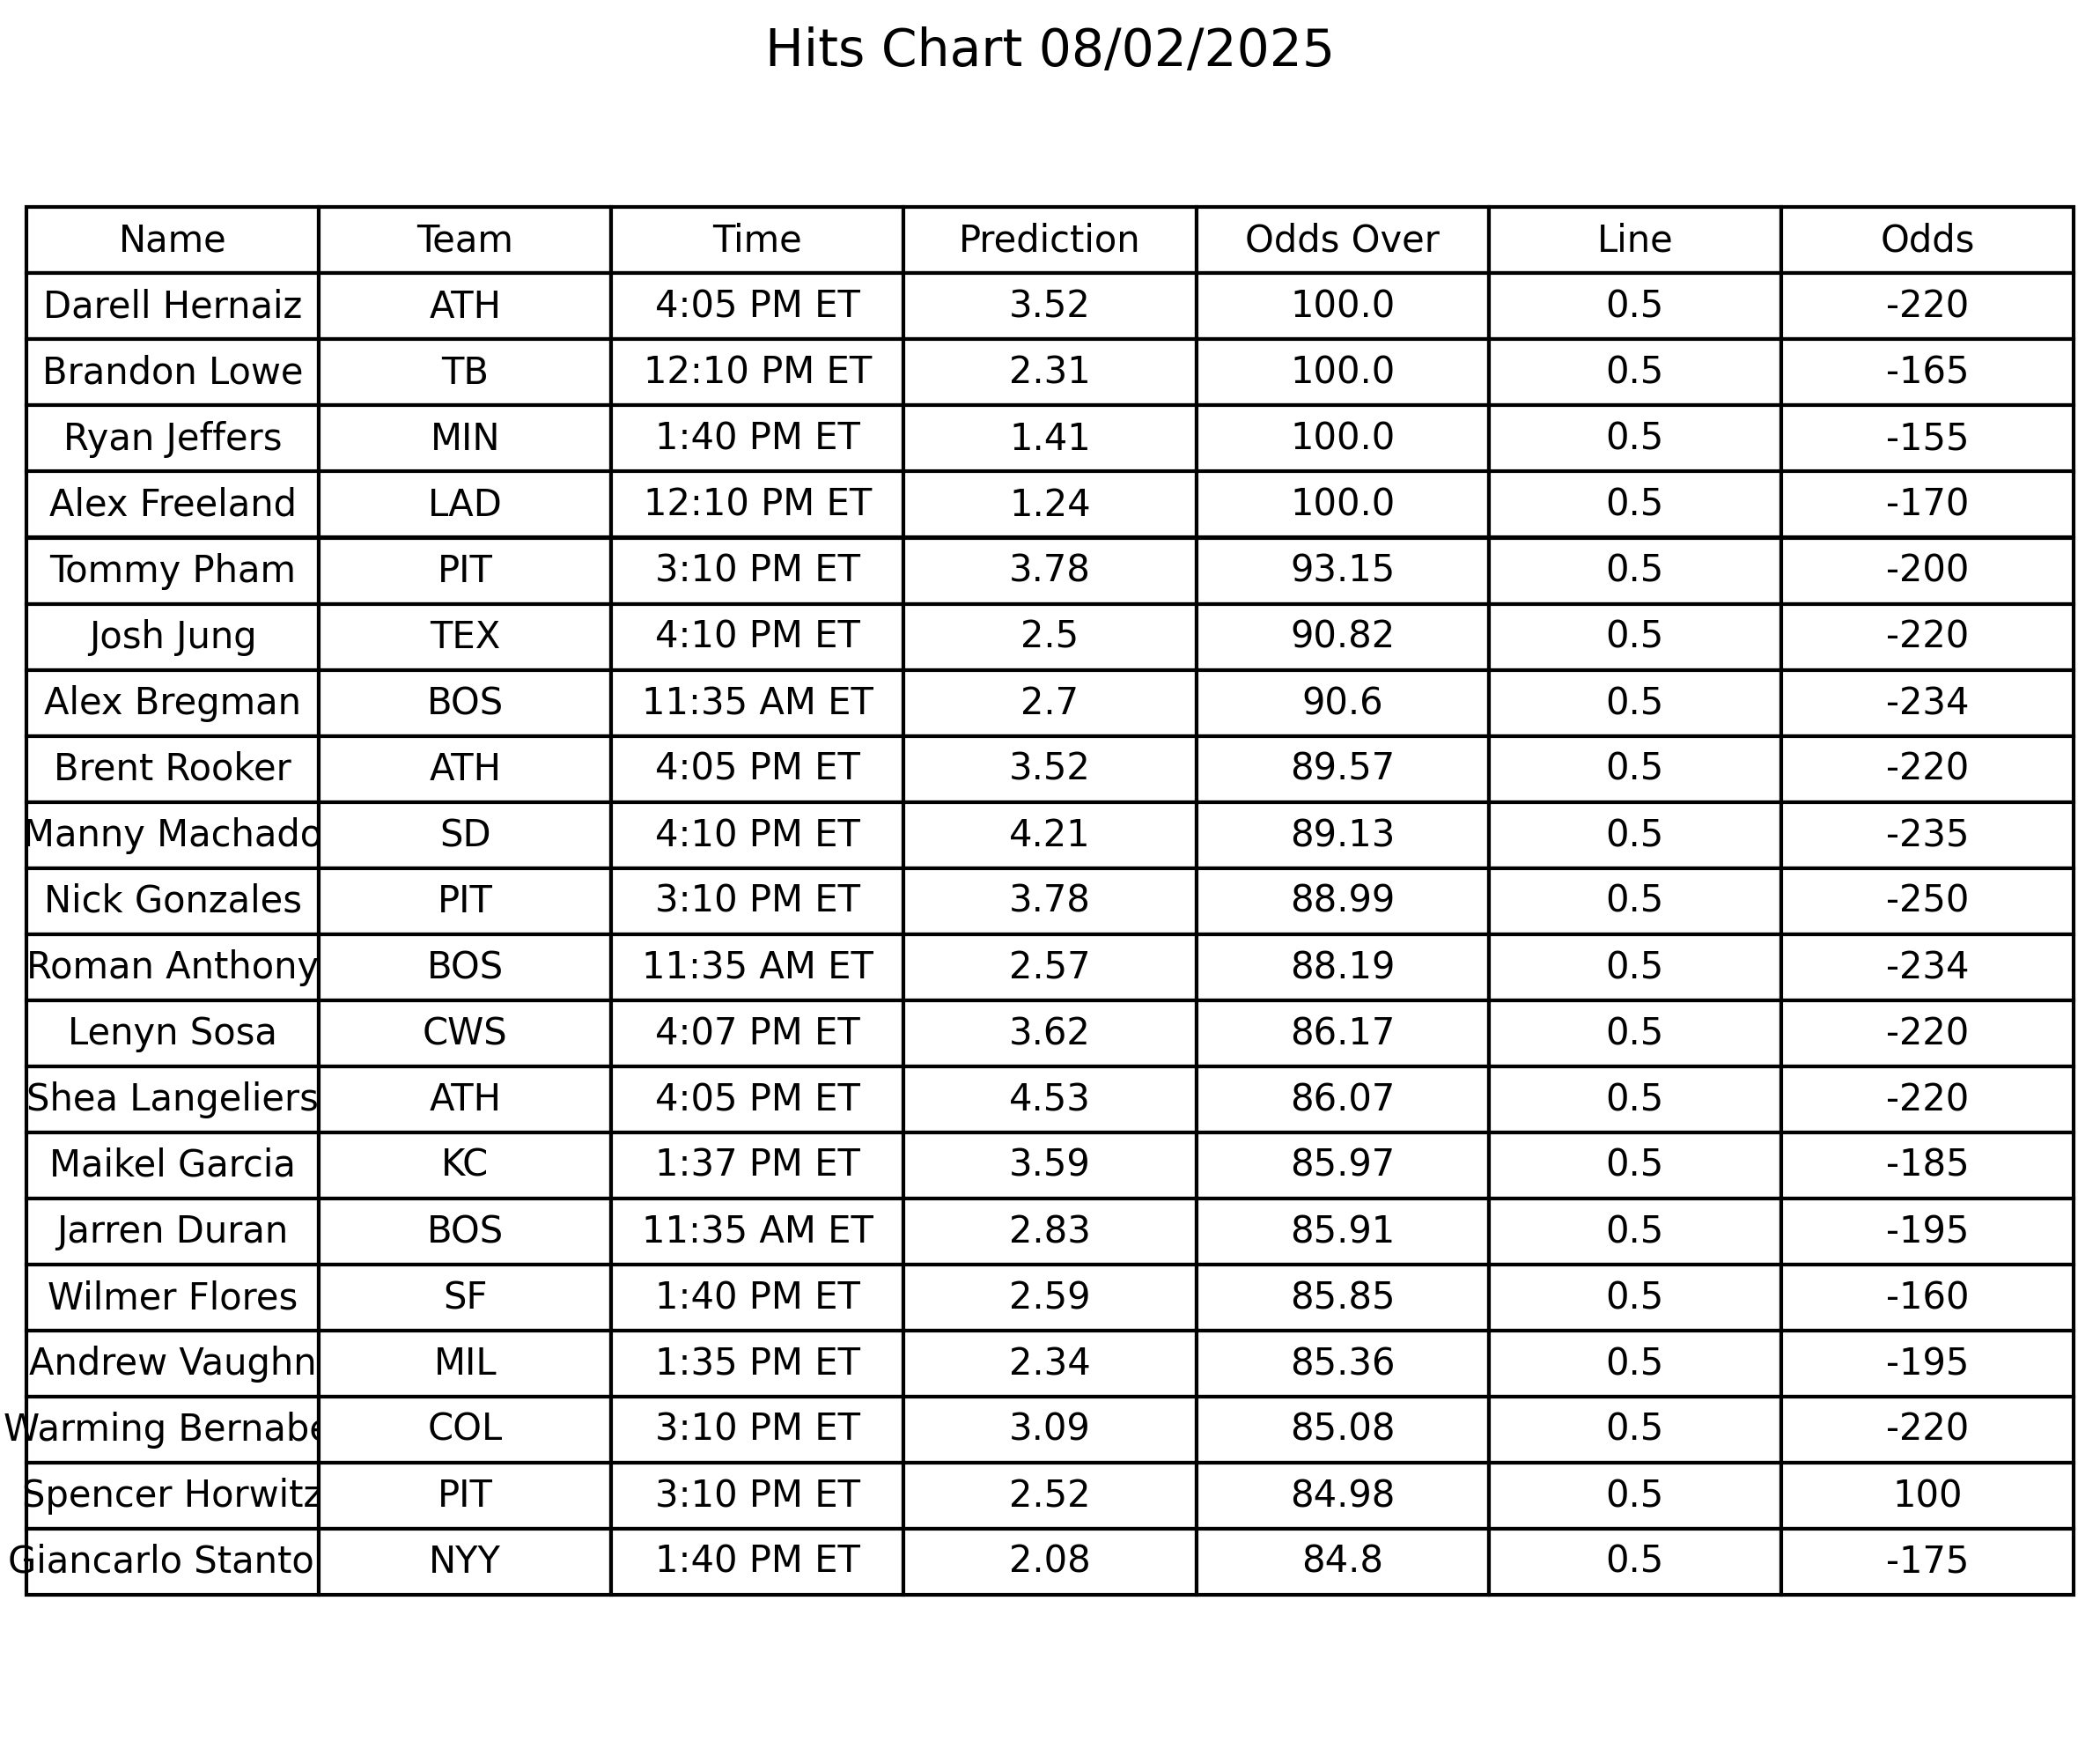 Hits Chart 08/02/2025
Name Team Time Prediction Odds Over Line Odds
Darell Hernaiz ATH 4:05 PM ET 3.52 100.0 0.5 -220
Brandon Lowe TB 12:10 PM ET 2.31 100.0 0.5 -165
Ryan Jeffers MIN 1:40 PM ET 1.41 100.0 0.5 -155
Alex Freeland LAD 12:10 PM ET 1.24 100.0 0.5 -170
Tommy Pham PIT 3:10 PM ET 3.78 93.15 0.5 -200
Josh Jung TEX 4:10 PM ET 2.5 90.82 0.5 -220
Alex Bregman BOS 11:35 AM ET 2.7 90.6 0.5 -234
Brent Rooker ATH 4:05 PM ET 3.52 89.57 0.5 -220
Manny Machado SD 4:10 PM ET 4.21 89.13 0.5 -235
Nick Gonzales PIT 3:10 PM ET 3.78 88.99 0.5 -250
Roman Anthony BOS 11:35 AM ET 2.57 88.19 0.5 -234
Lenyn Sosa CWS 4:07 PM ET 3.62 86.17 0.5 -220
Shea Langeliers ATH 4:05 PM ET 4.53 86.07 0.5 -220
Maikel Garcia KC 1:37 PM ET 3.59 85.97 0.5 -185
Jarren Duran BOS 11:35 AM ET 2.83 85.91 0.5 -195
Wilmer Flores SF 1:40 PM ET 2.59 85.85 0.5 -160
Andrew Vaughn MIL 1:35 PM ET 2.34 85.36 0.5 -195
Warming Bernabe COL 3:10 PM ET 3.09 85.08 0.5 -220
Spencer Horwitz PIT 3:10 PM ET 2.52 84.98 0.5 100
Giancarlo Stanto NYY 1:40 PM ET 2.08 84.8 0.5 -175